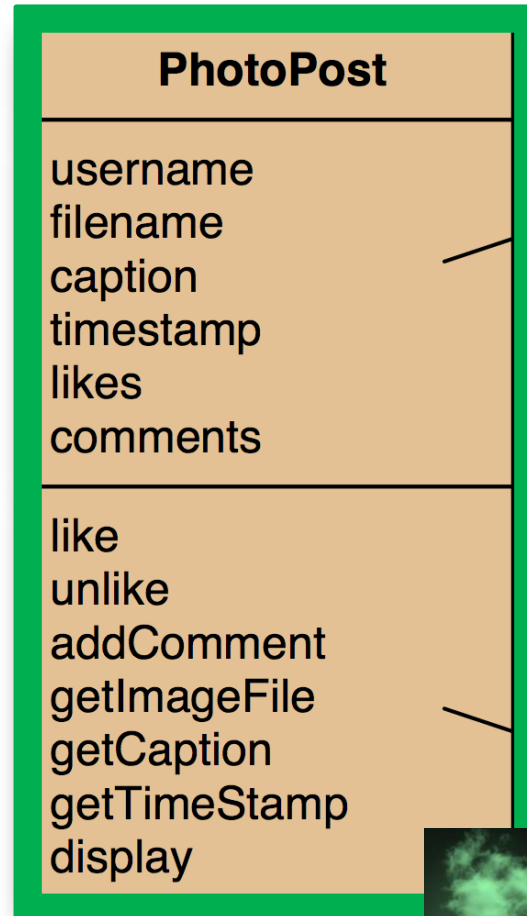 PhotoPost
username
filename
caption
timestamp
likes
comments
like
unlike
addComment
getImageFile
getCaption
getTimeStamp
display